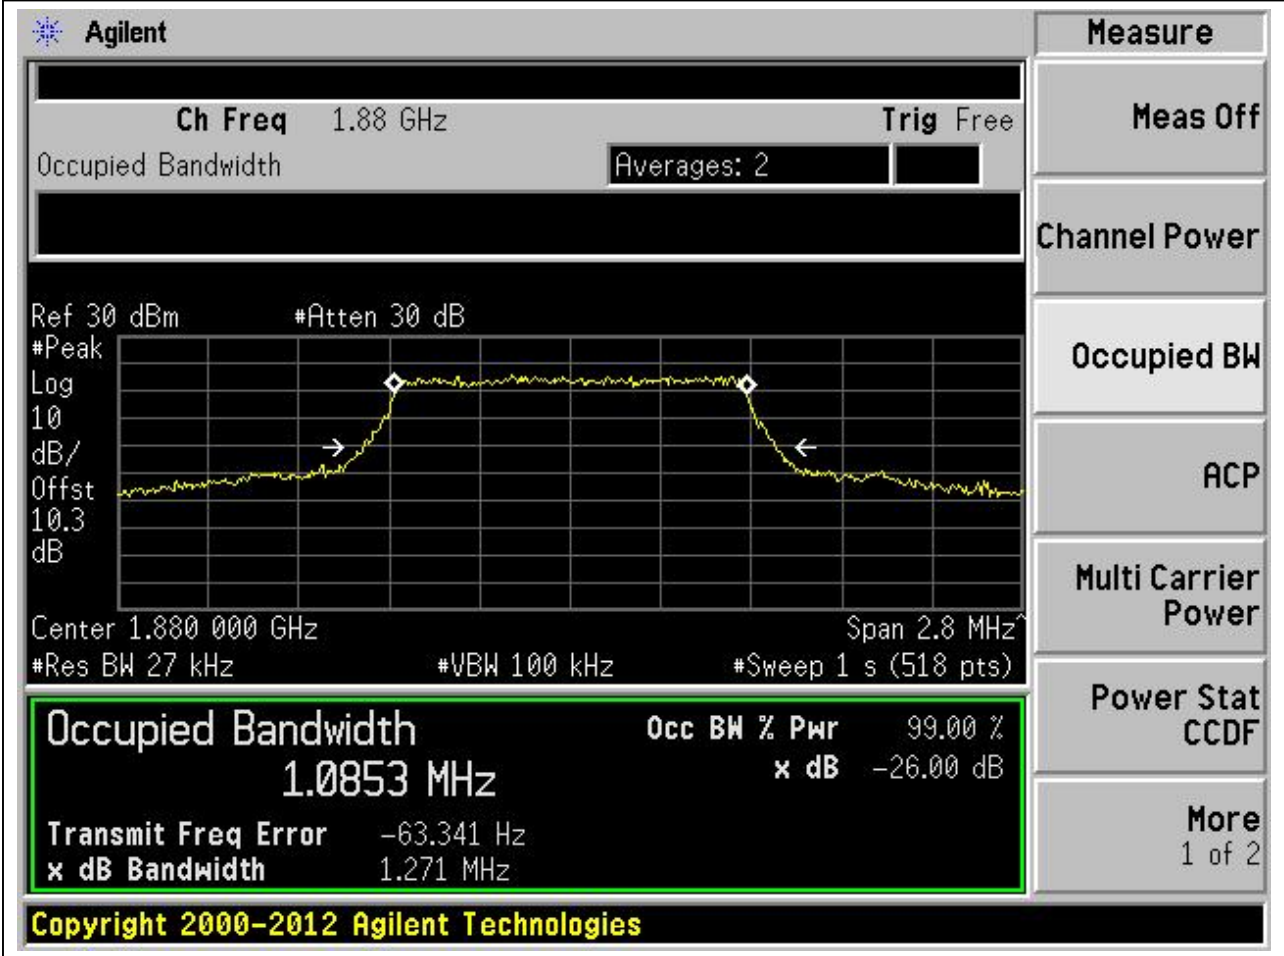 Agilent
Measure
Ch Freq 1.88 GHz Trig Free
Occupied Bandwidth Averages: 2
Meas Off
Channel Power
Occupied BW
ACP
Multi Carrier
Power
Power Stat
CCDF
More
1 of 2
Ref 30 dBm #Atten 30 dB
#Peak
Log
10
dB/
Offst
10.3
dB
Center 1.880 000 GHz Span 2.8 MHz^
#Res BW 27 kHz #VBW 100 kHz #Sweep 1 s (518 pts)
Occupied Bandwidth Occ BW % Pwr 99.00 %
1.0853 MHz x dB -26.00 dB
Transmit Freq Error -63.341 Hz
x dB Bandwidth 1.271 MHz
Copyright 2000-2012 Agilent Technologies